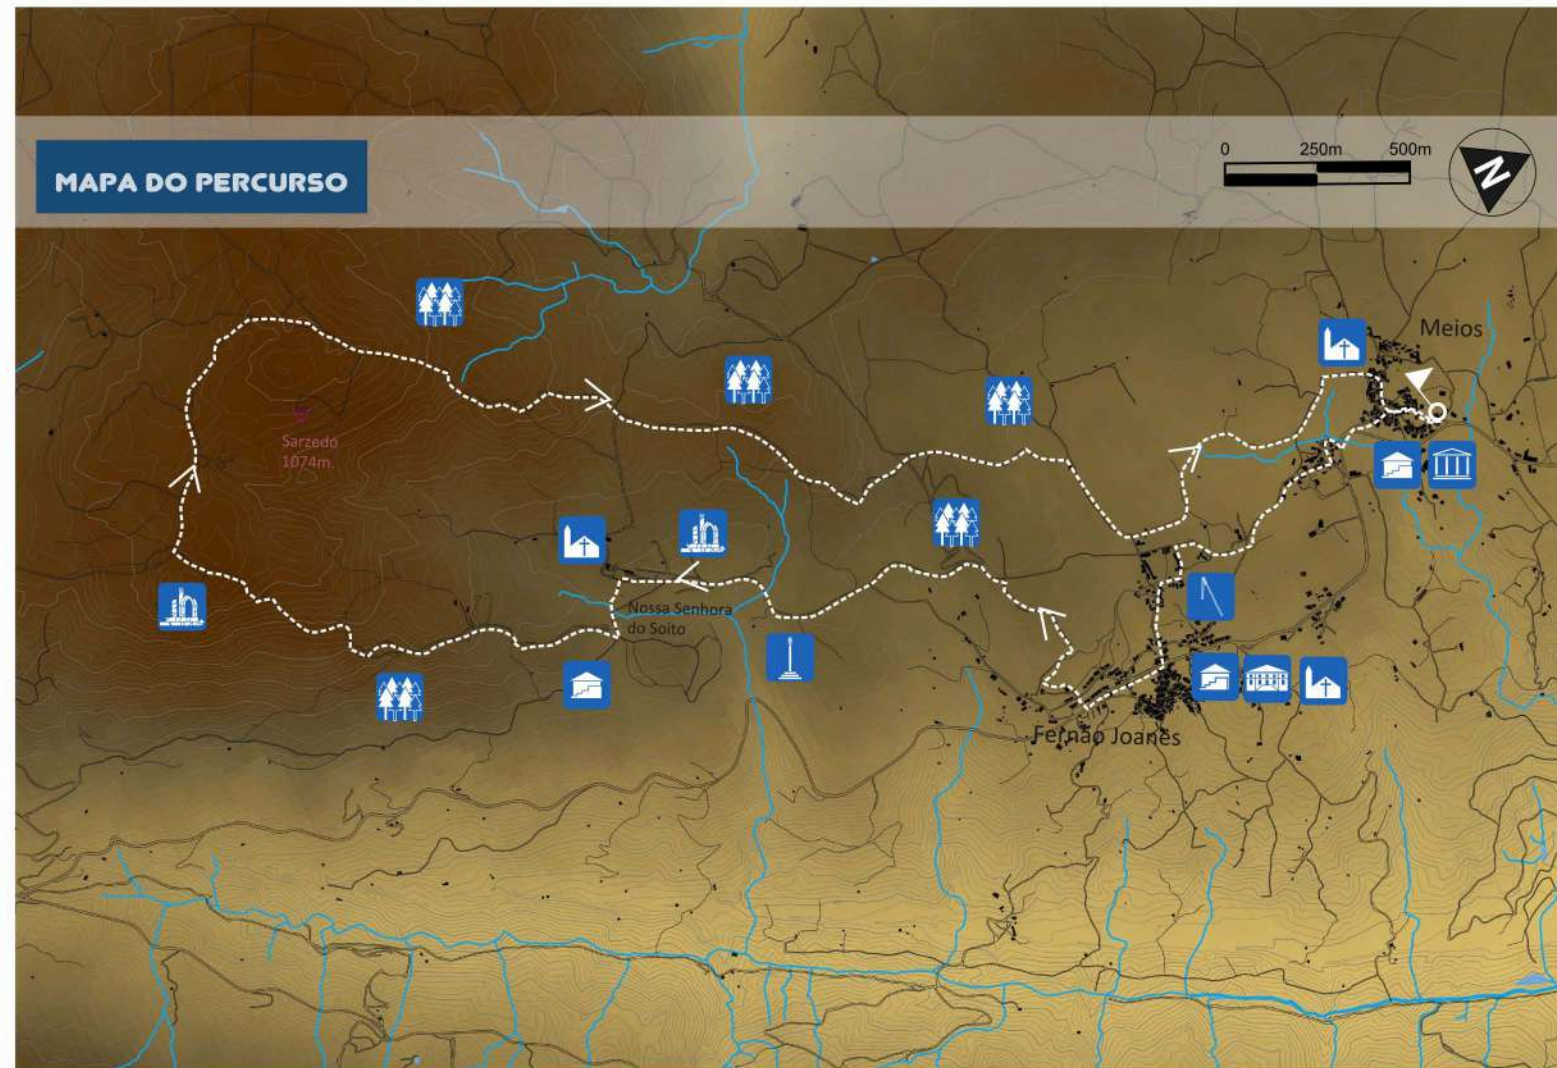 MAPA DO PERCURSO
0 250m 500m
N
Meios
Sarzedo
1074m.
Nossa Senhora
do Soito
Fernão Joanes